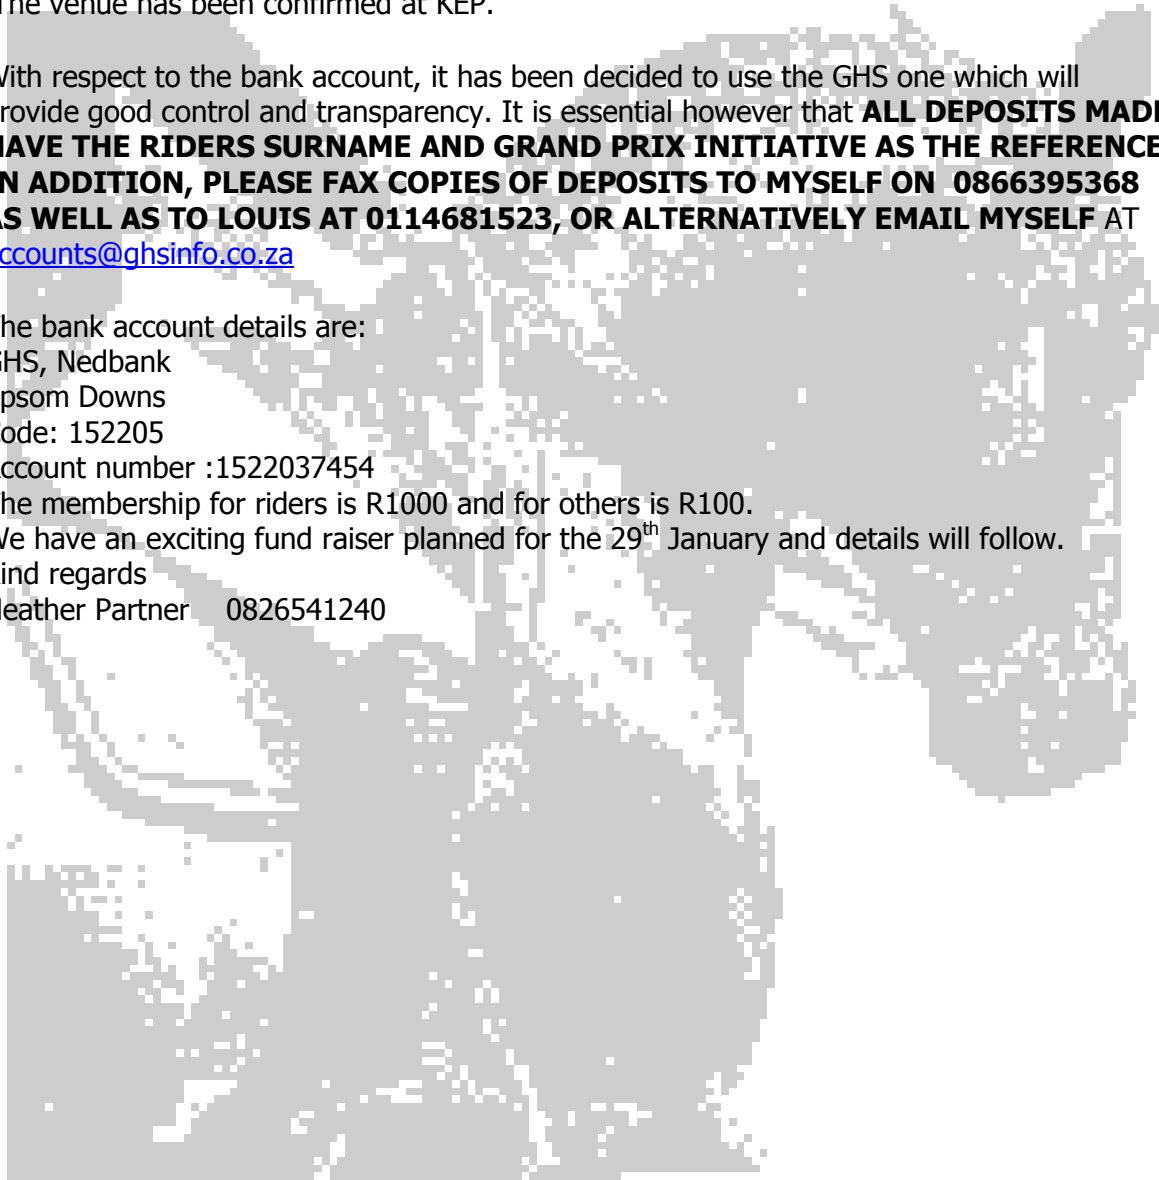 The venue has been confirmed at KEP.
With respect to the bank account, it has been decided to use the GHS one which will
rovide good control and transparency. It is essential however that ALL DEPOSITS MADE
HAVE THE RIDERS SURNAME AND GRAND PRIX INITIATIVE AS THE REFERENCE
IN ADDITION, PLEASE FAX COPIES OF DEPOSITS TO MYSELF ON 0866395368
AS WELL AS TO LOUIS AT 0114681523, OR ALTERNATIVELY EMAIL MYSELF AT
ccounts@ghsinfo.co.za
The bank account details are:
GHS, Nedbank
psom Downs
Code: 152205
Account number :1522037454
The membership for riders is R1000 and for others is R100.
We have an exciting fund raiser planned for the 29th January and details will follow.
Kind regards
Heather Partner 0826541240